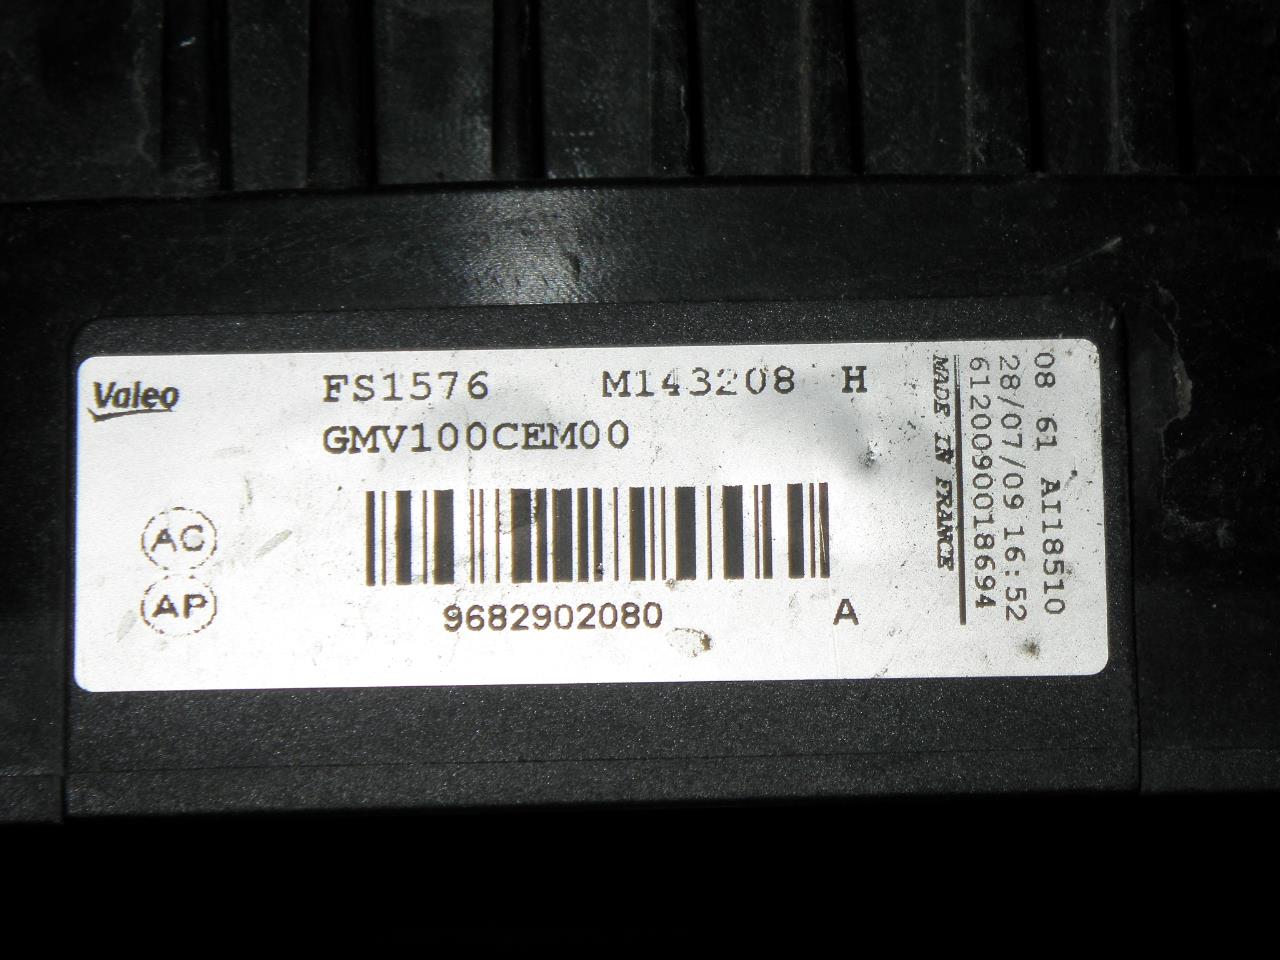 Valeo
FS1576 M143208 H
GMV100CEM00
AC
AP
9682902080 A
MADE IN FRANCE
6120090018694
28/07/09 16:52
08 61 AI18510